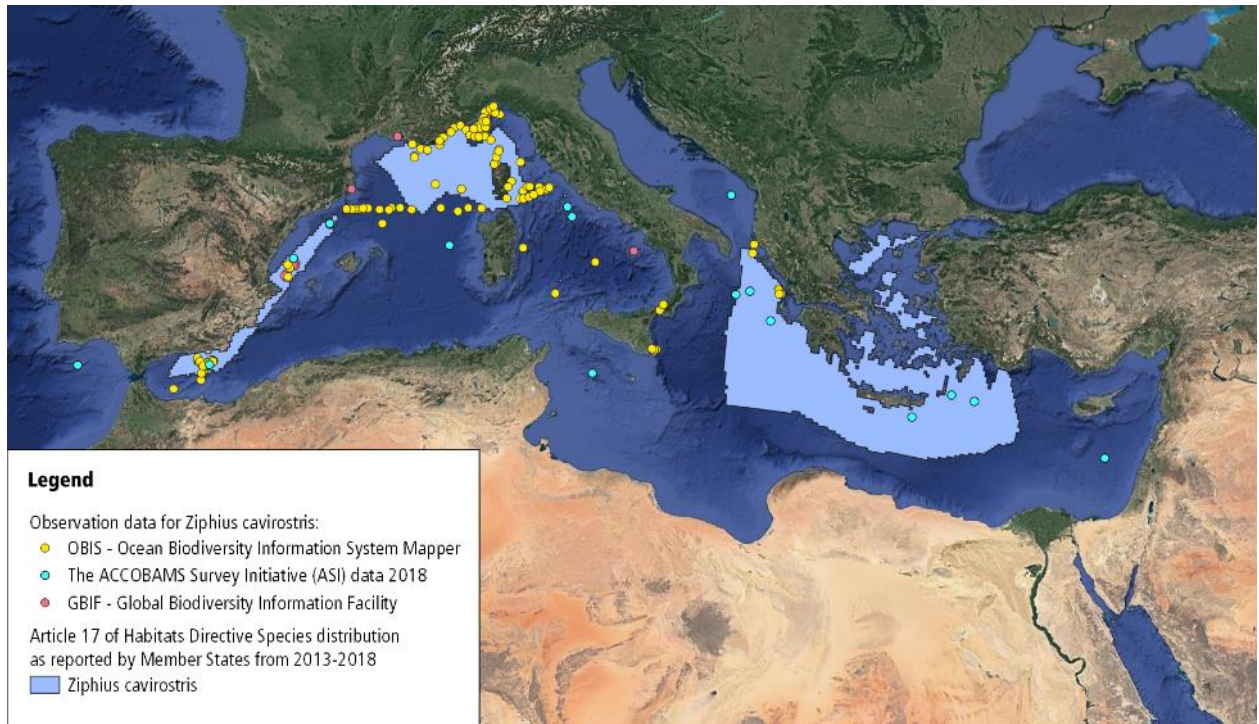 Legend
Observation data for Ziphius cavirostris:
OBIS - Ocean Biodiversity Information System Mapper
The ACCOBAMS Survey Initiative (ASI) data 2018
GBIF - Global Biodiversity Information Facility
Article 17 of Habitats Directive Species distribution
as reported by Member States from 2013-2018
Ziphius cavirostris